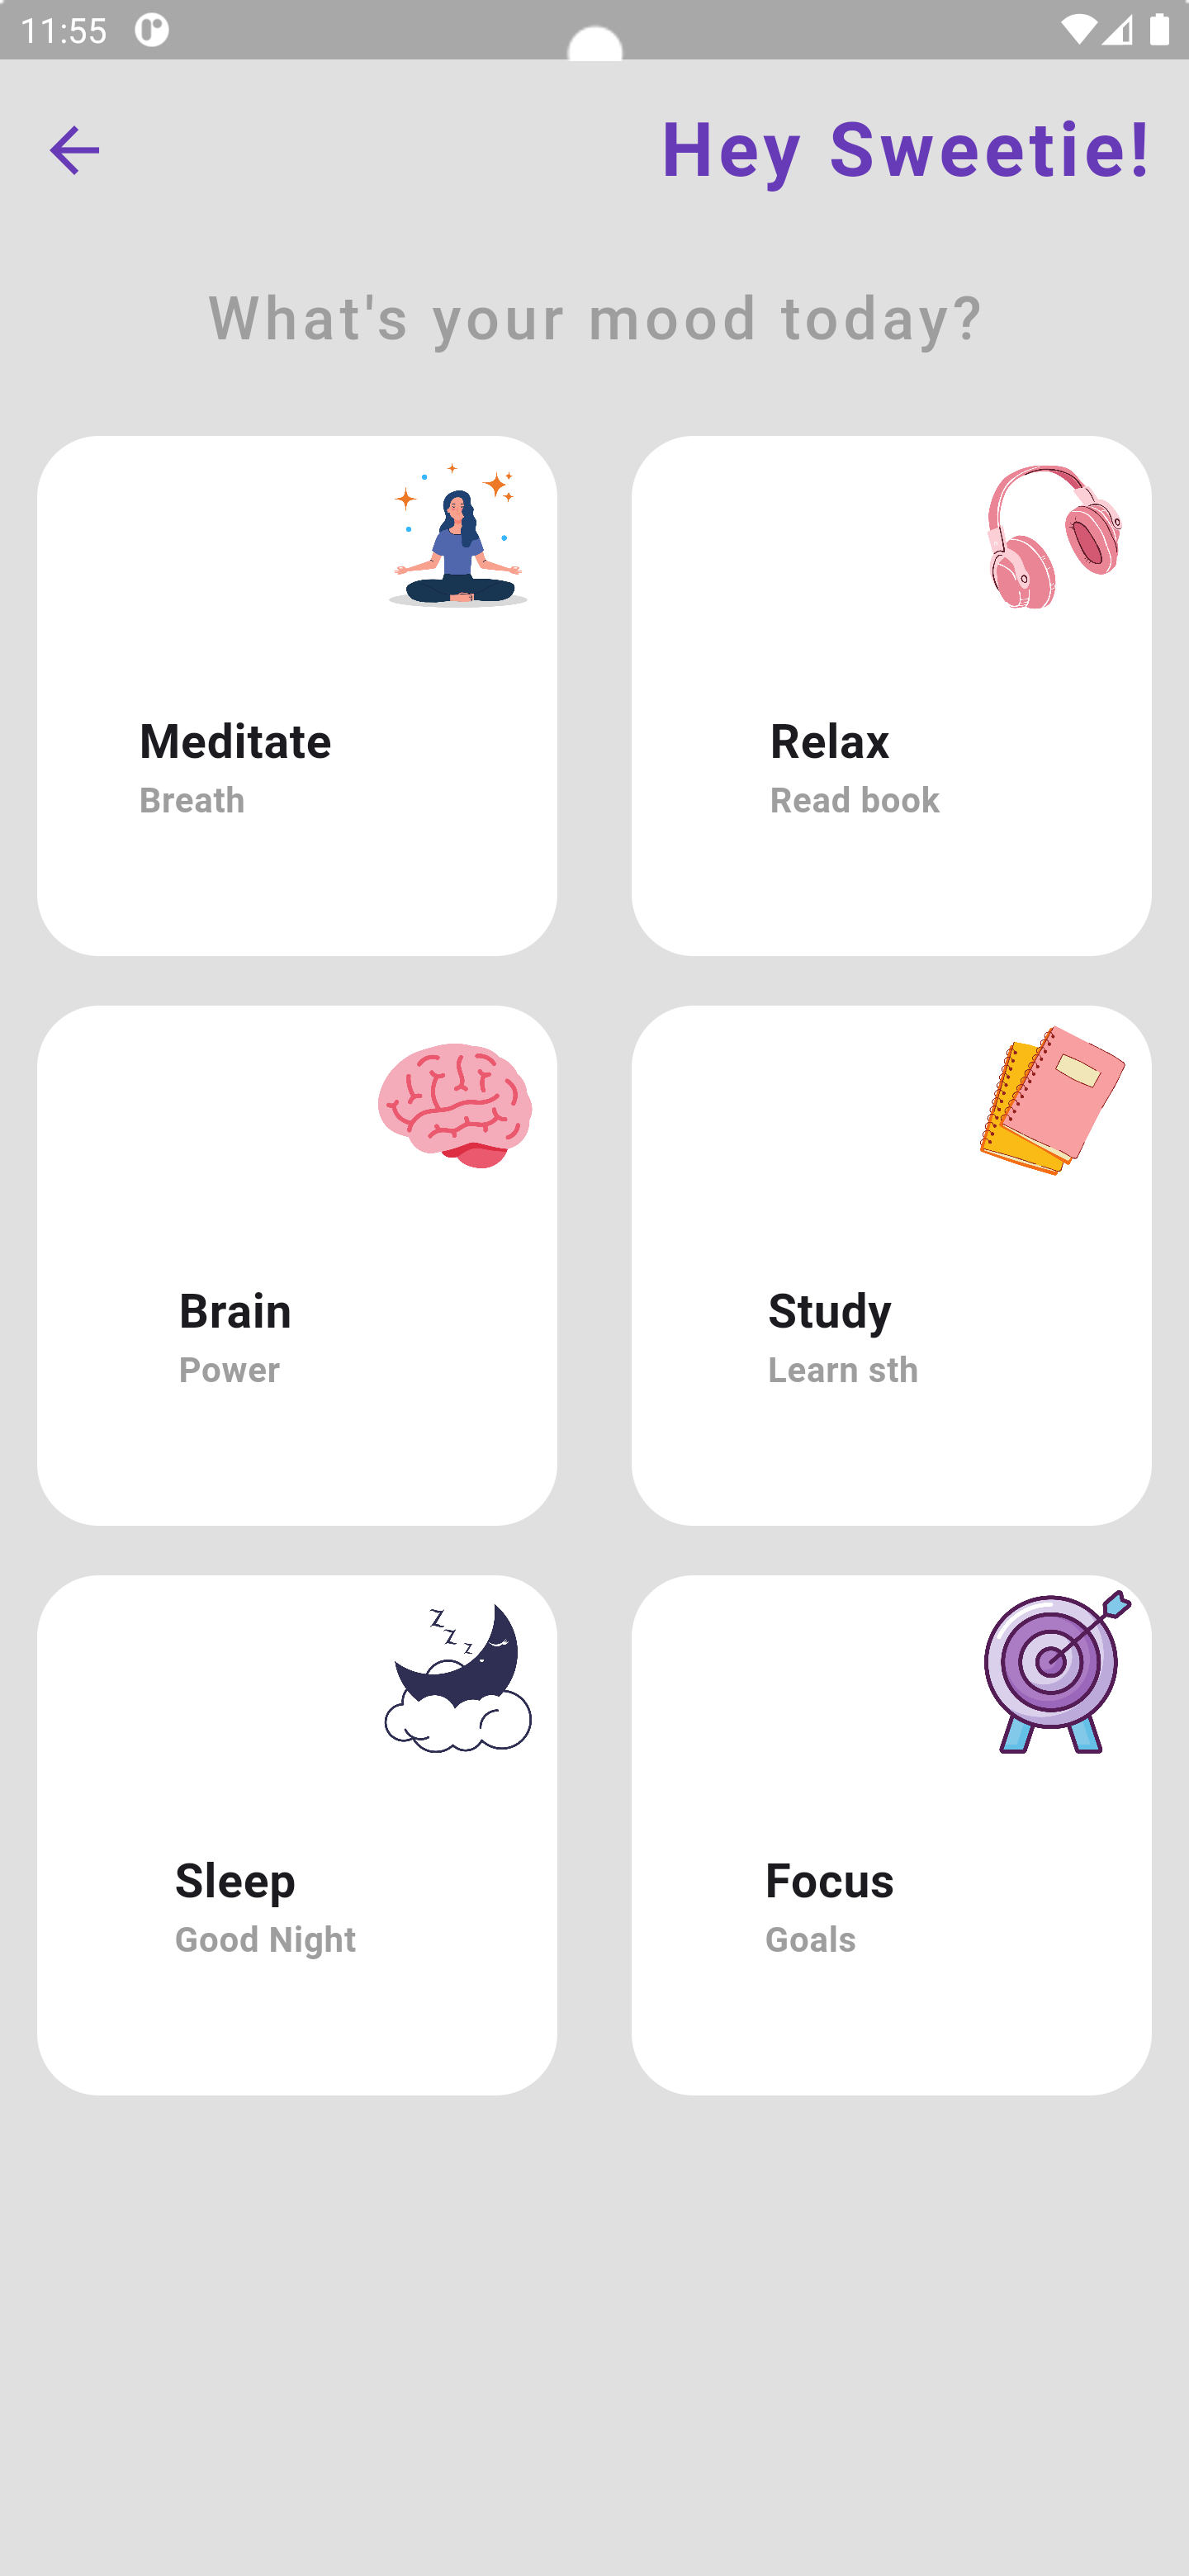 11:55
Hey Sweetie!
What's your mood today?
Meditate
Breath
Relax
Read book
Brain
Power
Study
Learn sth
z
z
z
Sleep
Good Night
Focus
Goals